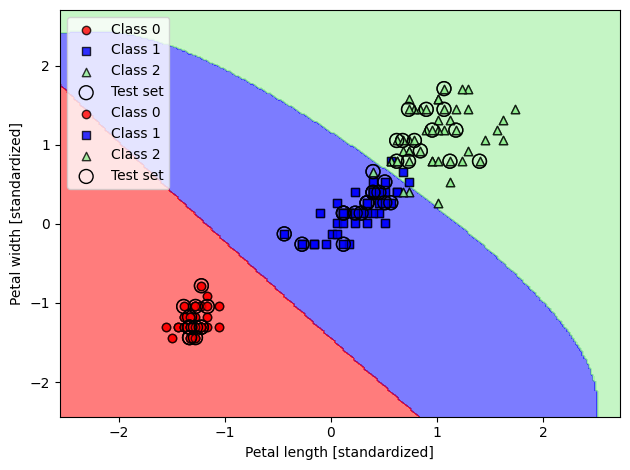 Class 0
Class 1
Class 2
Test set
Class 0
Class 1
Class 2
Test set
2
1
0
−1
−2
Petal width [standardized]
−2
−1
0
1
2
Petal length [standardized]